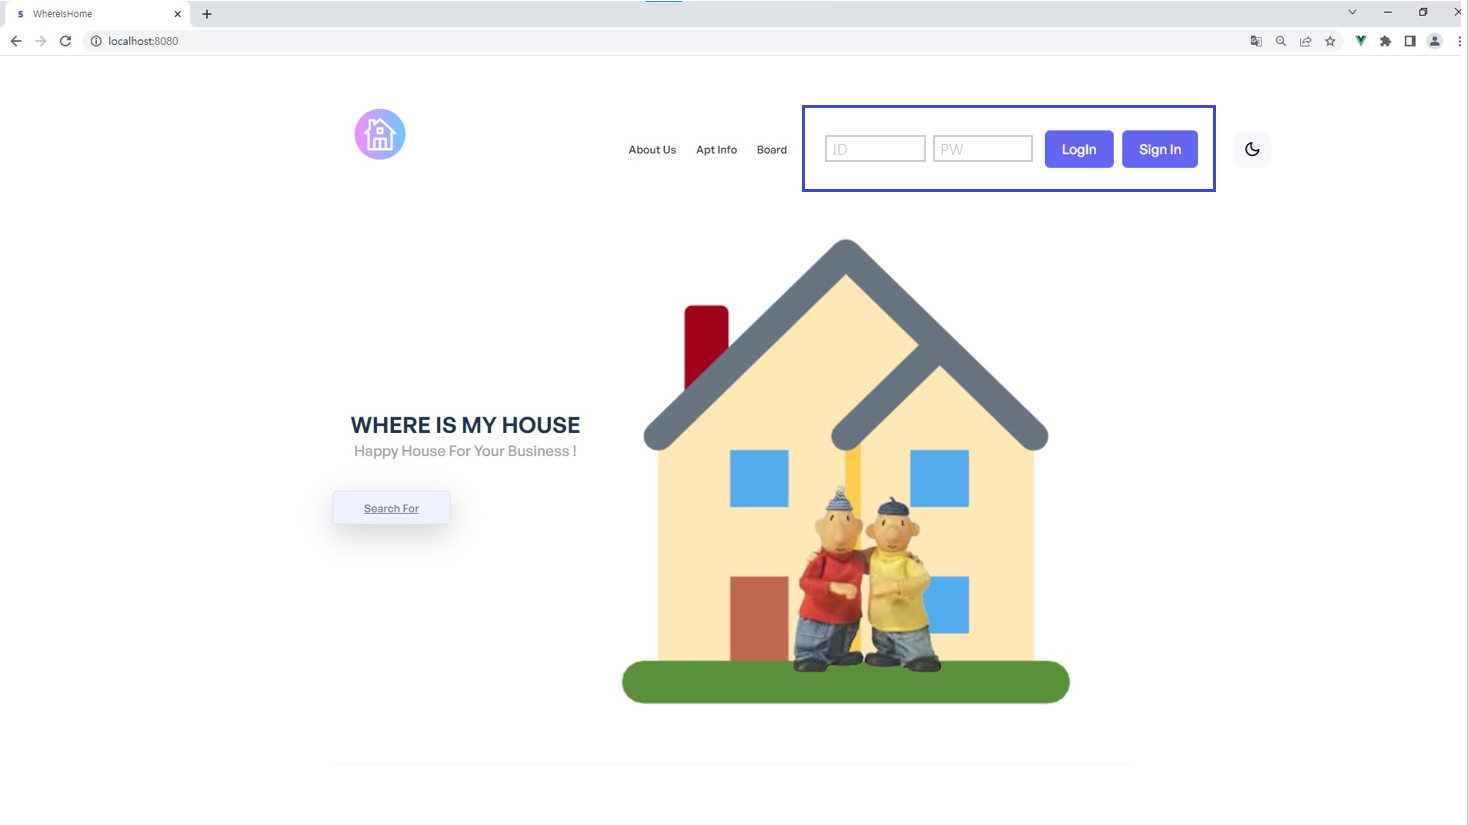 WhereIsHome
localhost:8080
About Us Apt Info Board ID PW LogIn Sign In
WHERE IS MY HOUSE
Happy House For Your Business !
Search For